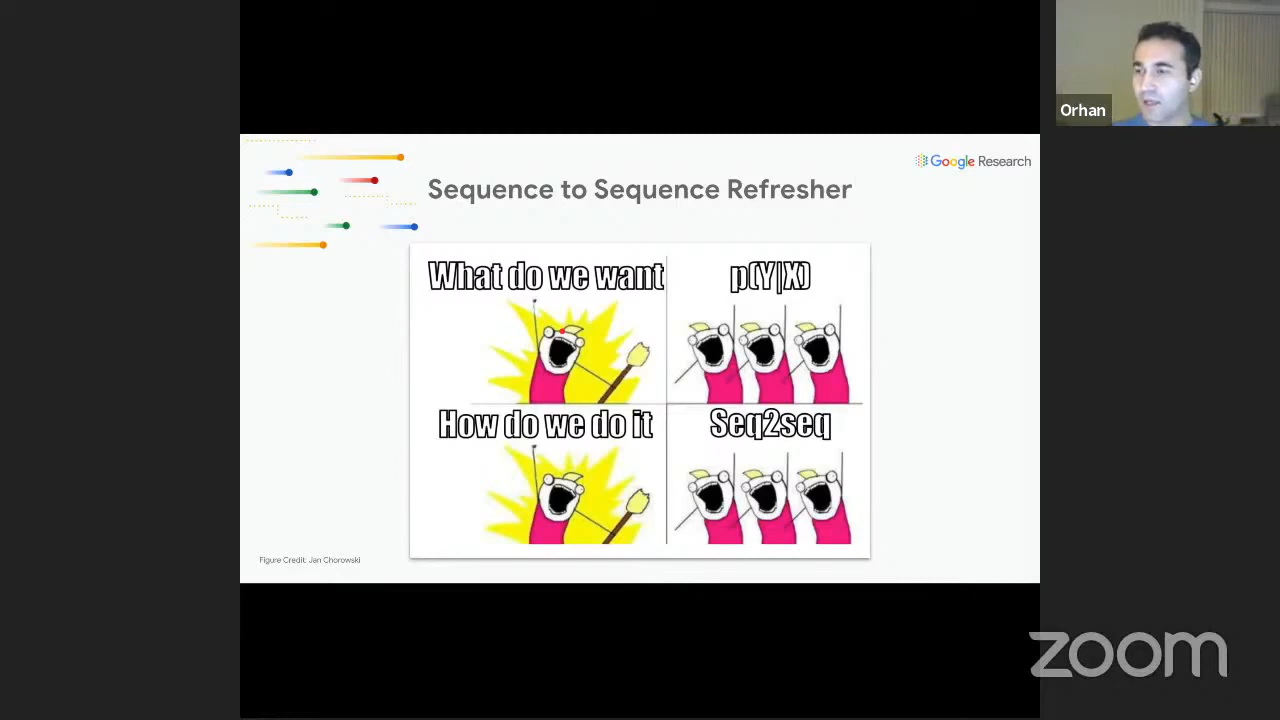 Orhan
Google Research
Sequence to Sequence Refresher
What do we want
p(Y|X)
How do we do it
Seq2seq
Figure Credit: Jan Chorowski
zoom